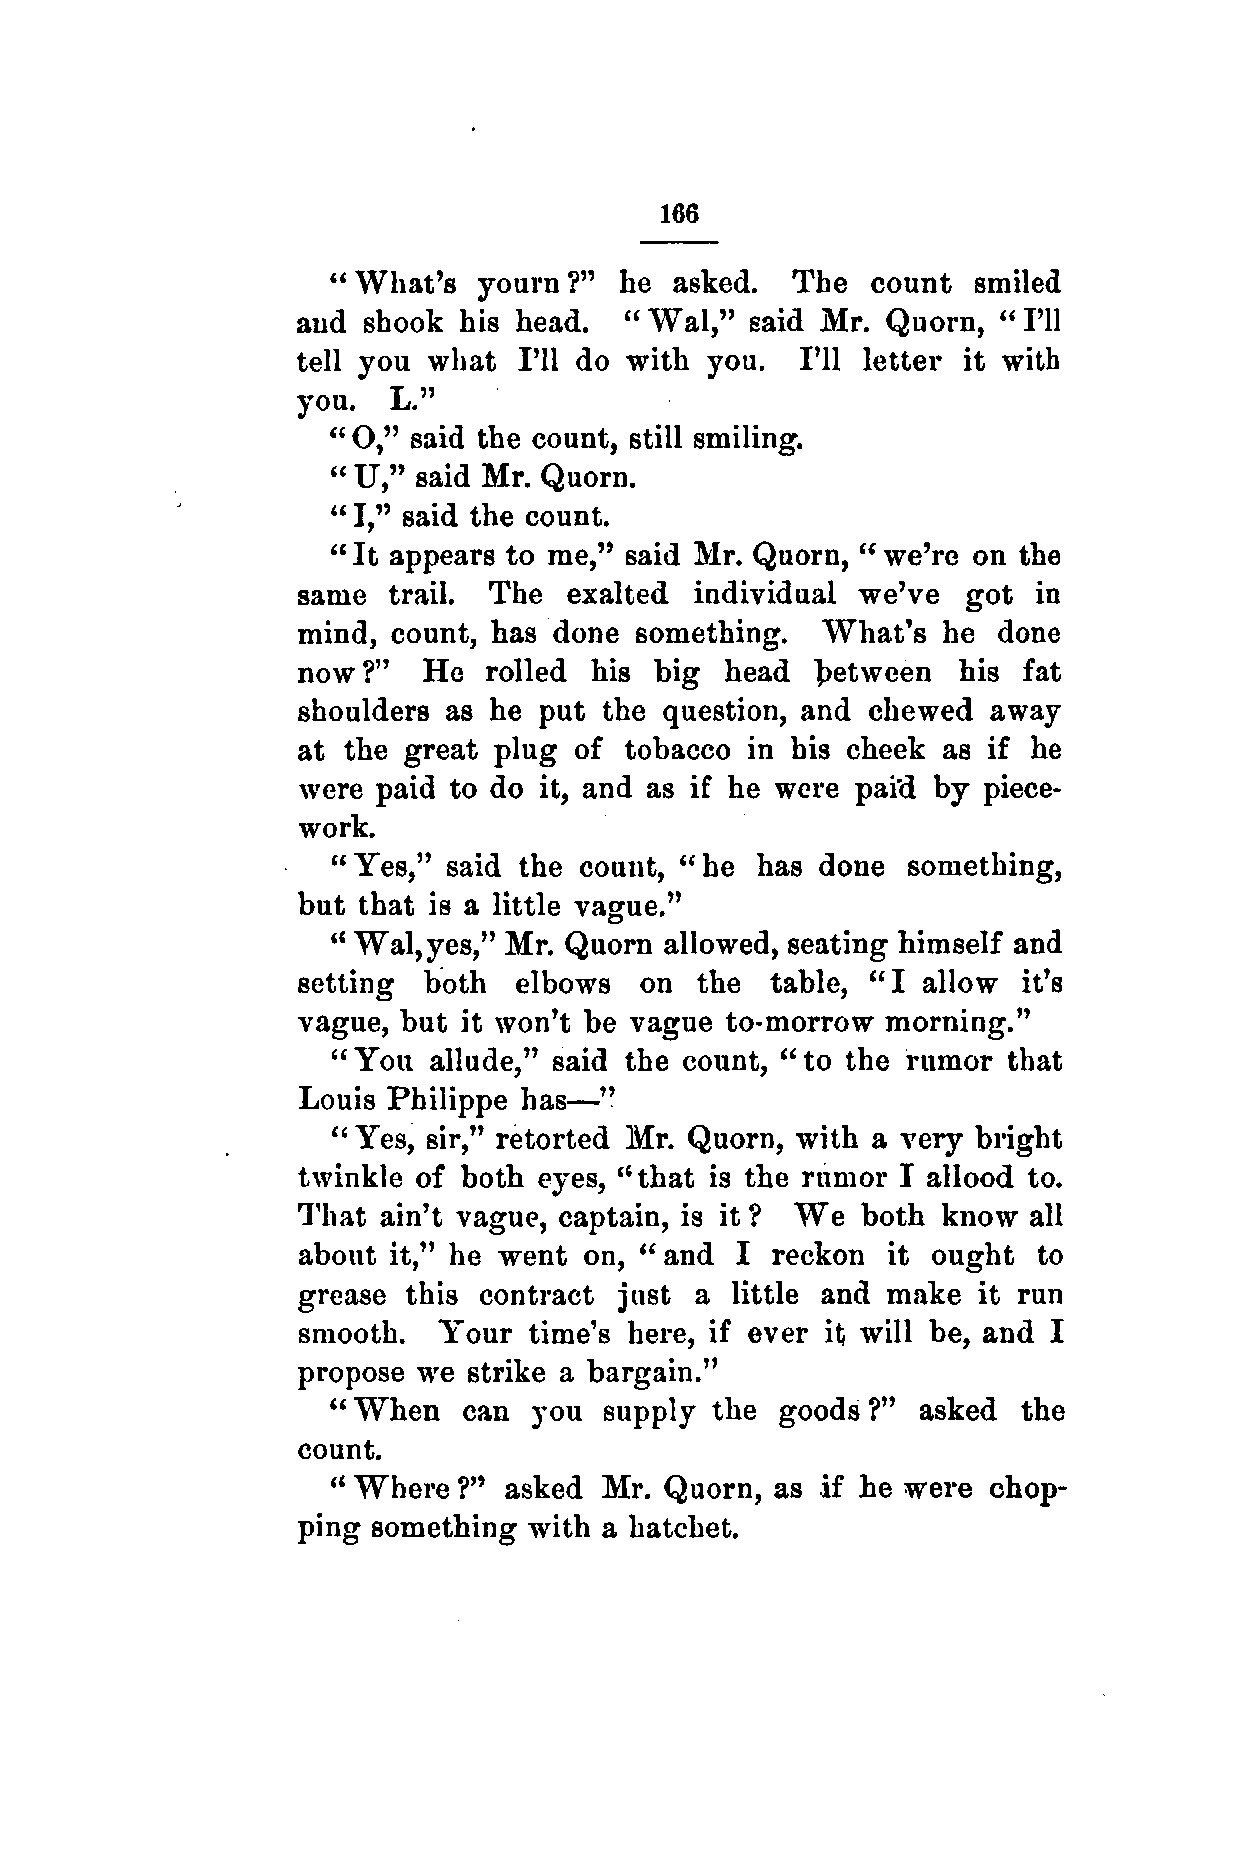 166
“What's yourn?” he asked. The count smiled
and shook his head. “Wal,” said Mr. Quorn, “I'll
tell you what I'll do with you. I'll letter it with
you. L.”
“O,” said the count, still smiling.
“U,” said Mr. Quorn.
“I,” said the count.
“It appears to me,” said Mr. Quorn, “we're on the
same trail. The exalted individual we've got in
mind, count, has done something. What's he done
now?” He rolled his big head between his fat
shoulders as he put the question, and chewed away
at the great plug of tobacco in his cheek as if he
were paid to do it, and as if he were paid by piece-
work.
“Yes,” said the count, “he has done something,
but that is a little vague.”
“Wal, yes,” Mr. Quorn allowed, seating himself and
setting both elbows on the table, “I allow it's
vague, but it won't be vague to-morrow morning.”
“You allude,” said the count, “to the rumor that
Louis Philippe has—”
“Yes, sir,” retorted Mr. Quorn, with a very bright
twinkle of both eyes, “that is the rumor I allood to.
That ain't vague, captain, is it? We both know all
about it,” he went on, “and I reckon it ought to
grease this contract just a little and make it run
smooth. Your time's here, if ever it will be, and I
propose we strike a bargain.”
“When can you supply the goods?” asked the
count.
“Where?” asked Mr. Quorn, as if he were chop-
ping something with a hatchet.